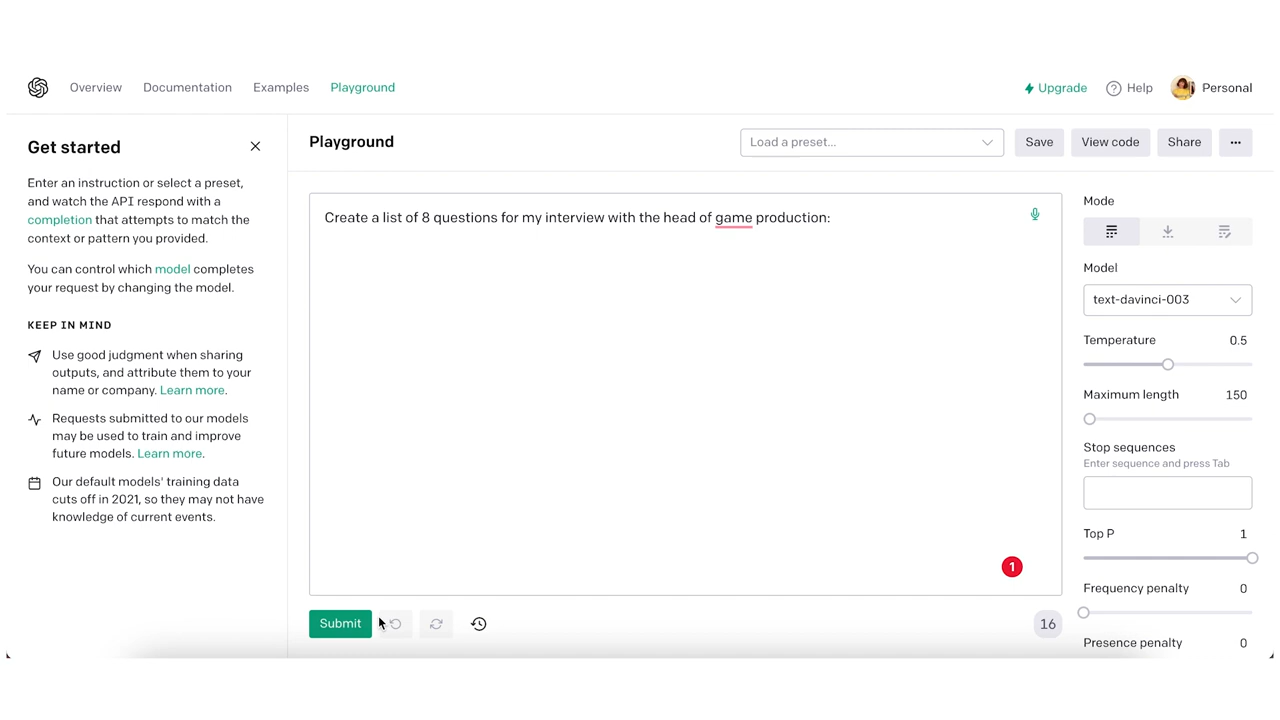 Overview
Documentation
Examples
Playground
Upgrade
Help
Personal
Get started
Enter an instruction or select a preset,
and watch the API respond with a
completion that attempts to match the
context or pattern you provided.
You can control which model completes
your request by changing the model.
KEEP IN MIND
Use good judgment when sharing
outputs, and attribute them to your
name or company. Learn more.
Requests submitted to our models
may be used to train and improve
future models. Learn more.
Our default models' training data
cuts off in 2021, so they may not have
knowledge of current events.
Playground
Load a preset...
Save
View code
Share
Create a list of 8 questions for my interview with the head of game production:
1
Submit
16
Mode
Model
text-davinci-003
Temperature 0.5
Maximum length 150
Stop sequences
Enter sequence and press Tab
Top P 1
Frequency penalty 0
Presence penalty 0